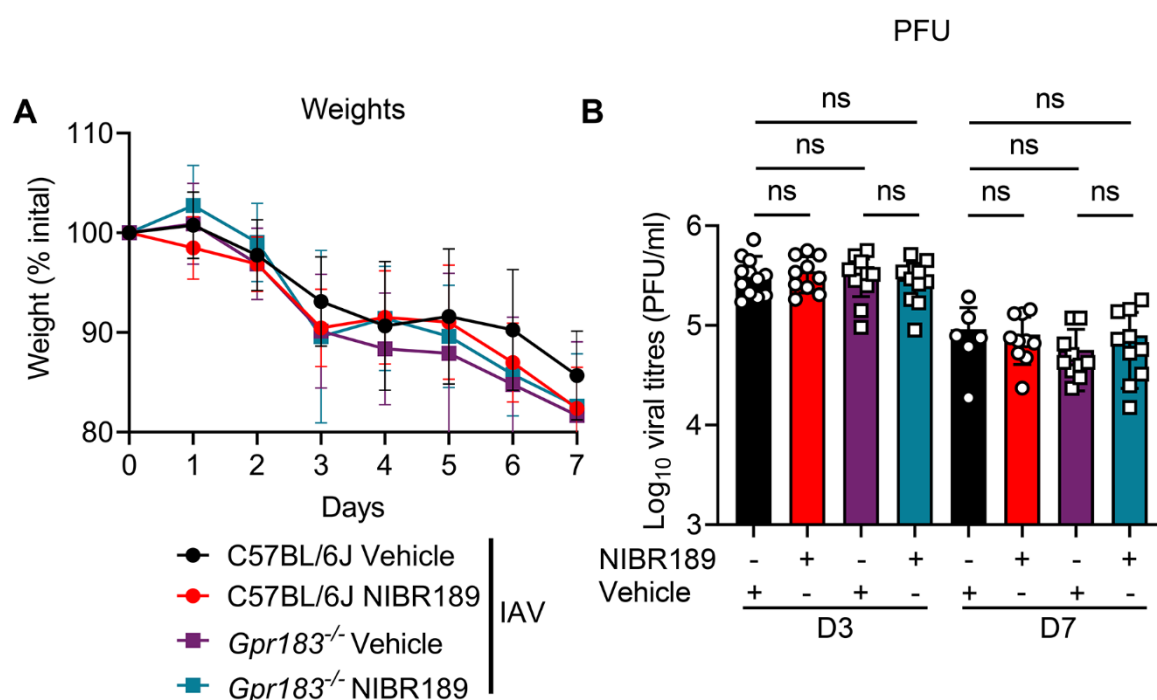 PFU
A
Weights
110
100
90
80
Weight (% inital)
0 1 2 3 4 5 6 7
Days
C57BL/6J Vehicle
C57BL/6J NIBR189
Gpr183-/- Vehicle
Gpr183-/- NIBR189
IAV
B
ns ns
ns ns
ns ns ns ns
6
5
4
3
Log10 viral titres (PFU/ml)
NIBR189 - + - + - + - +
Vehicle + - + - + - + -
D3 D7